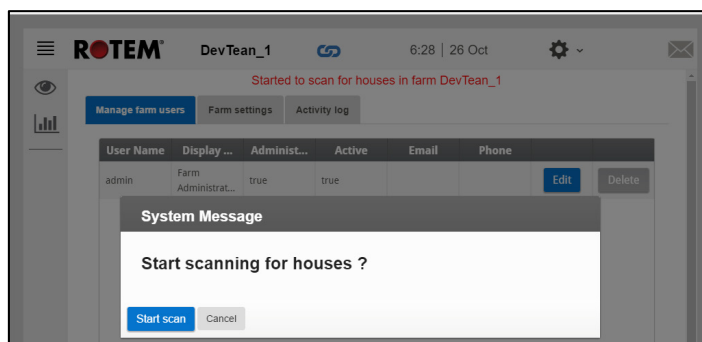 ROTEM DevTean_1 6:28 | 26 Oct
Started to scan for houses in farm DevTean_1
Manage farm users Farm settings Activity log
User Name Display ... Administ... Active Email Phone
admin Farm Administrat... true true Edit Delete
System Message
Start scanning for houses ?
Start scan Cancel